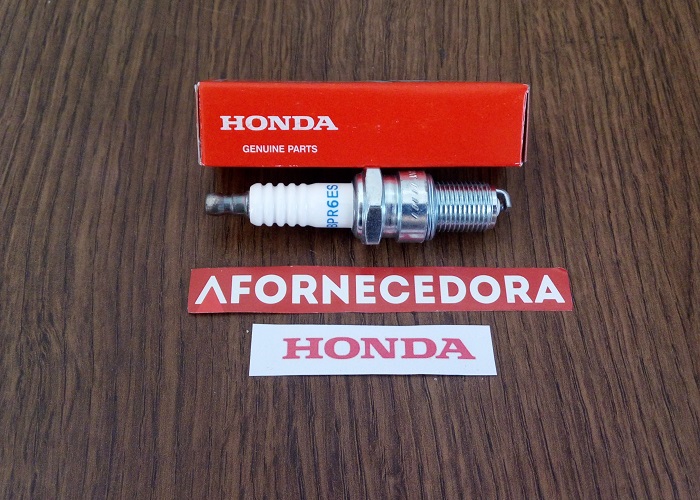 HONDA
GENUINE PARTS
BPR6ES
AFORNECEDORA
HONDA